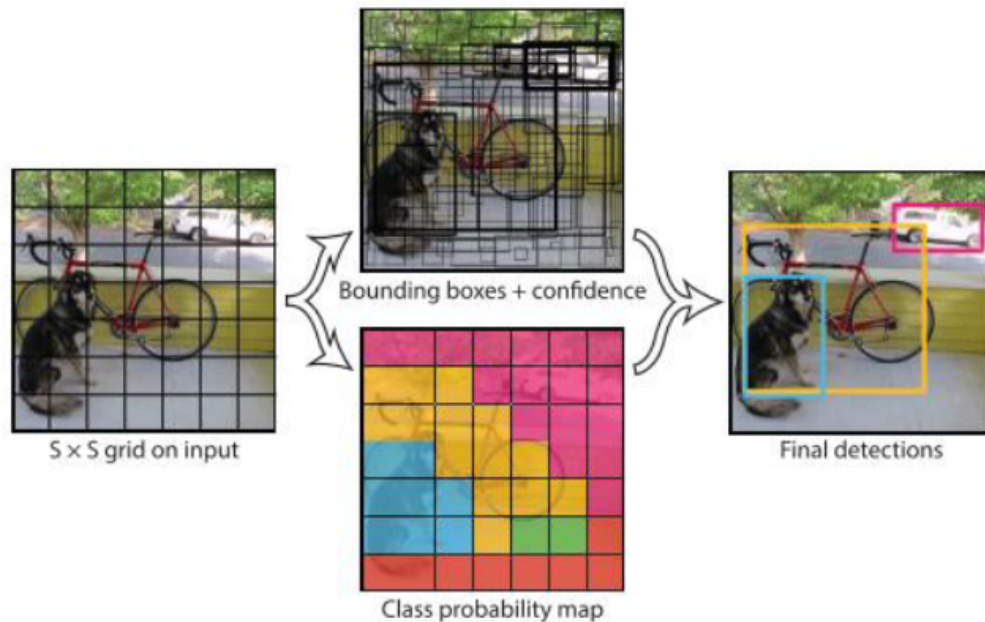 Bounding boxes + confidence
S × S grid on input
Final detections
Class probability map